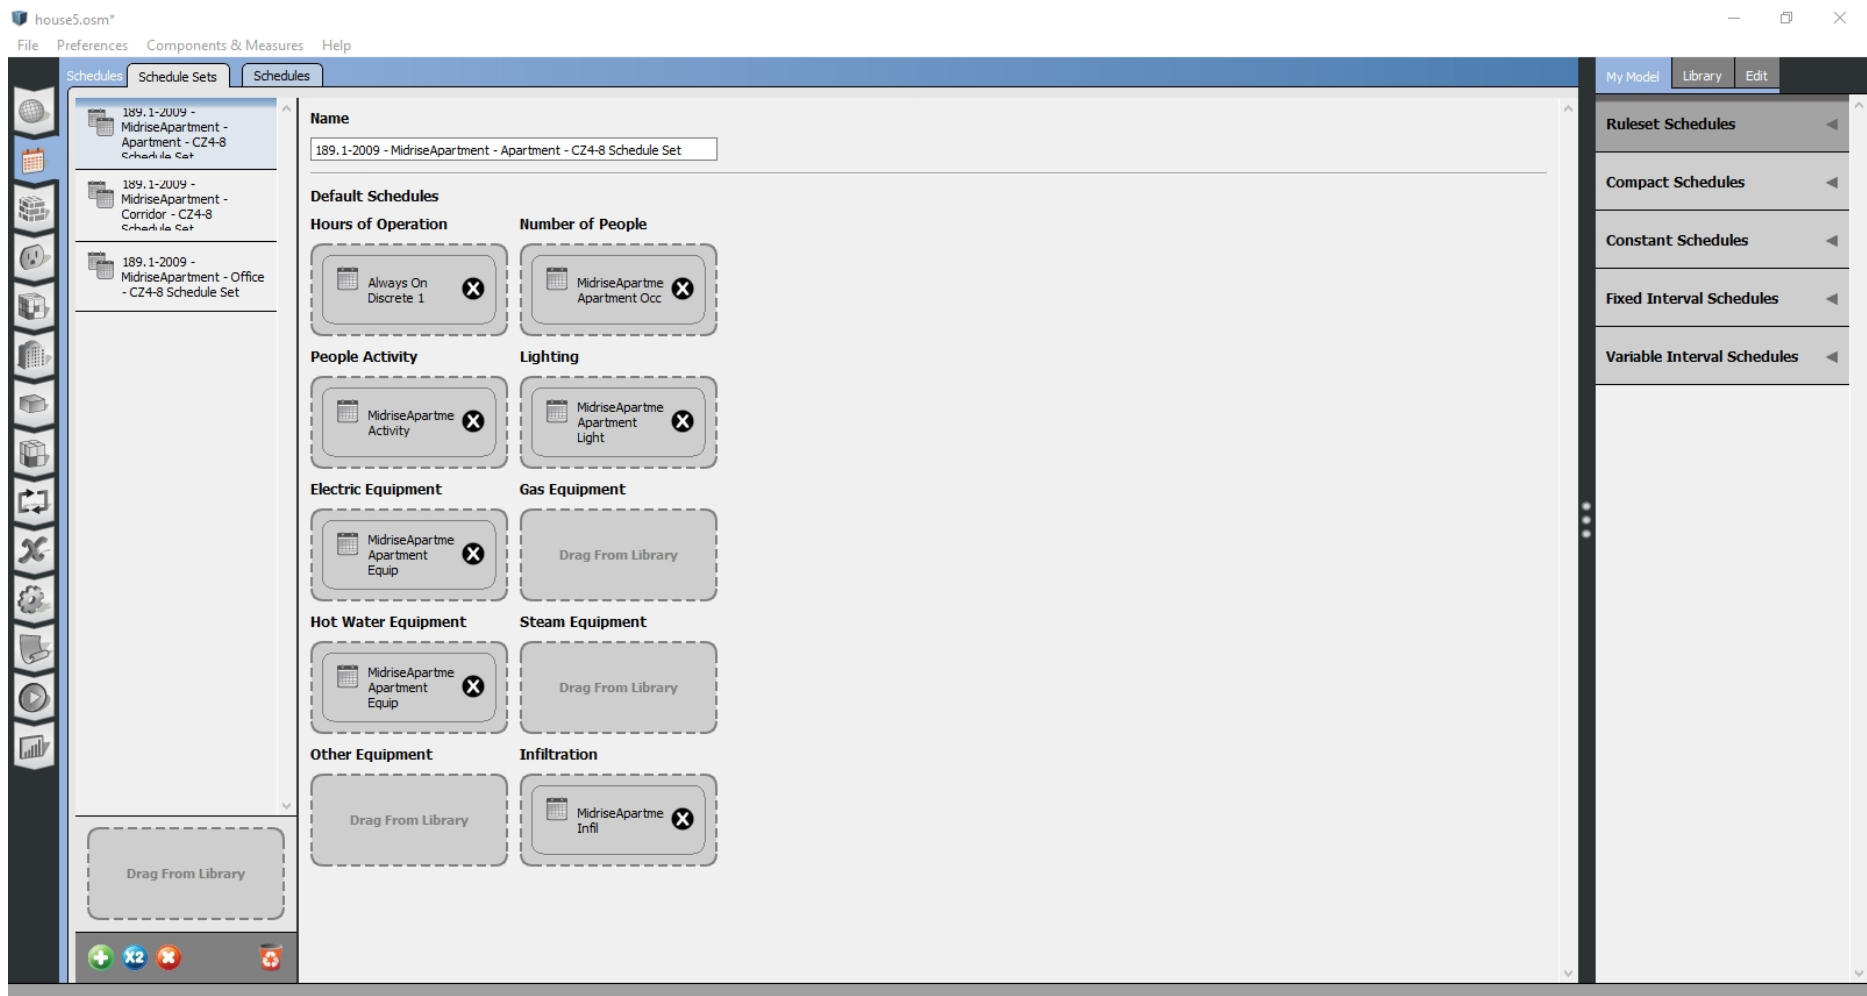 house5.osm*
File Preferences Components & Measures Help
Schedules Schedule Sets Schedules
My Model Library Edit
189.1-2009 -
MidriseApartment -
Apartment - CZ4-8
Schedule Set
189.1-2009 -
MidriseApartment -
Corridor - CZ4-8
Schedule Set
189.1-2009 -
MidriseApartment - Office
- CZ4-8 Schedule Set
Drag From Library
X2
Name
189.1-2009 - MidriseApartment - Apartment - CZ4-8 Schedule Set
Default Schedules
Hours of Operation Number of People
Always On
Discrete 1
MidriseApartme
Apartment Occ
People Activity Lighting
MidriseApartme
Activity
MidriseApartme
Apartment
Light
Electric Equipment Gas Equipment
MidriseApartme
Apartment
Equip
Drag From Library
Hot Water Equipment Steam Equipment
MidriseApartme
Apartment
Equip
Drag From Library
Other Equipment Infiltration
Drag From Library
MidriseApartme
Infil
Ruleset Schedules
Compact Schedules
Constant Schedules
Fixed Interval Schedules
Variable Interval Schedules